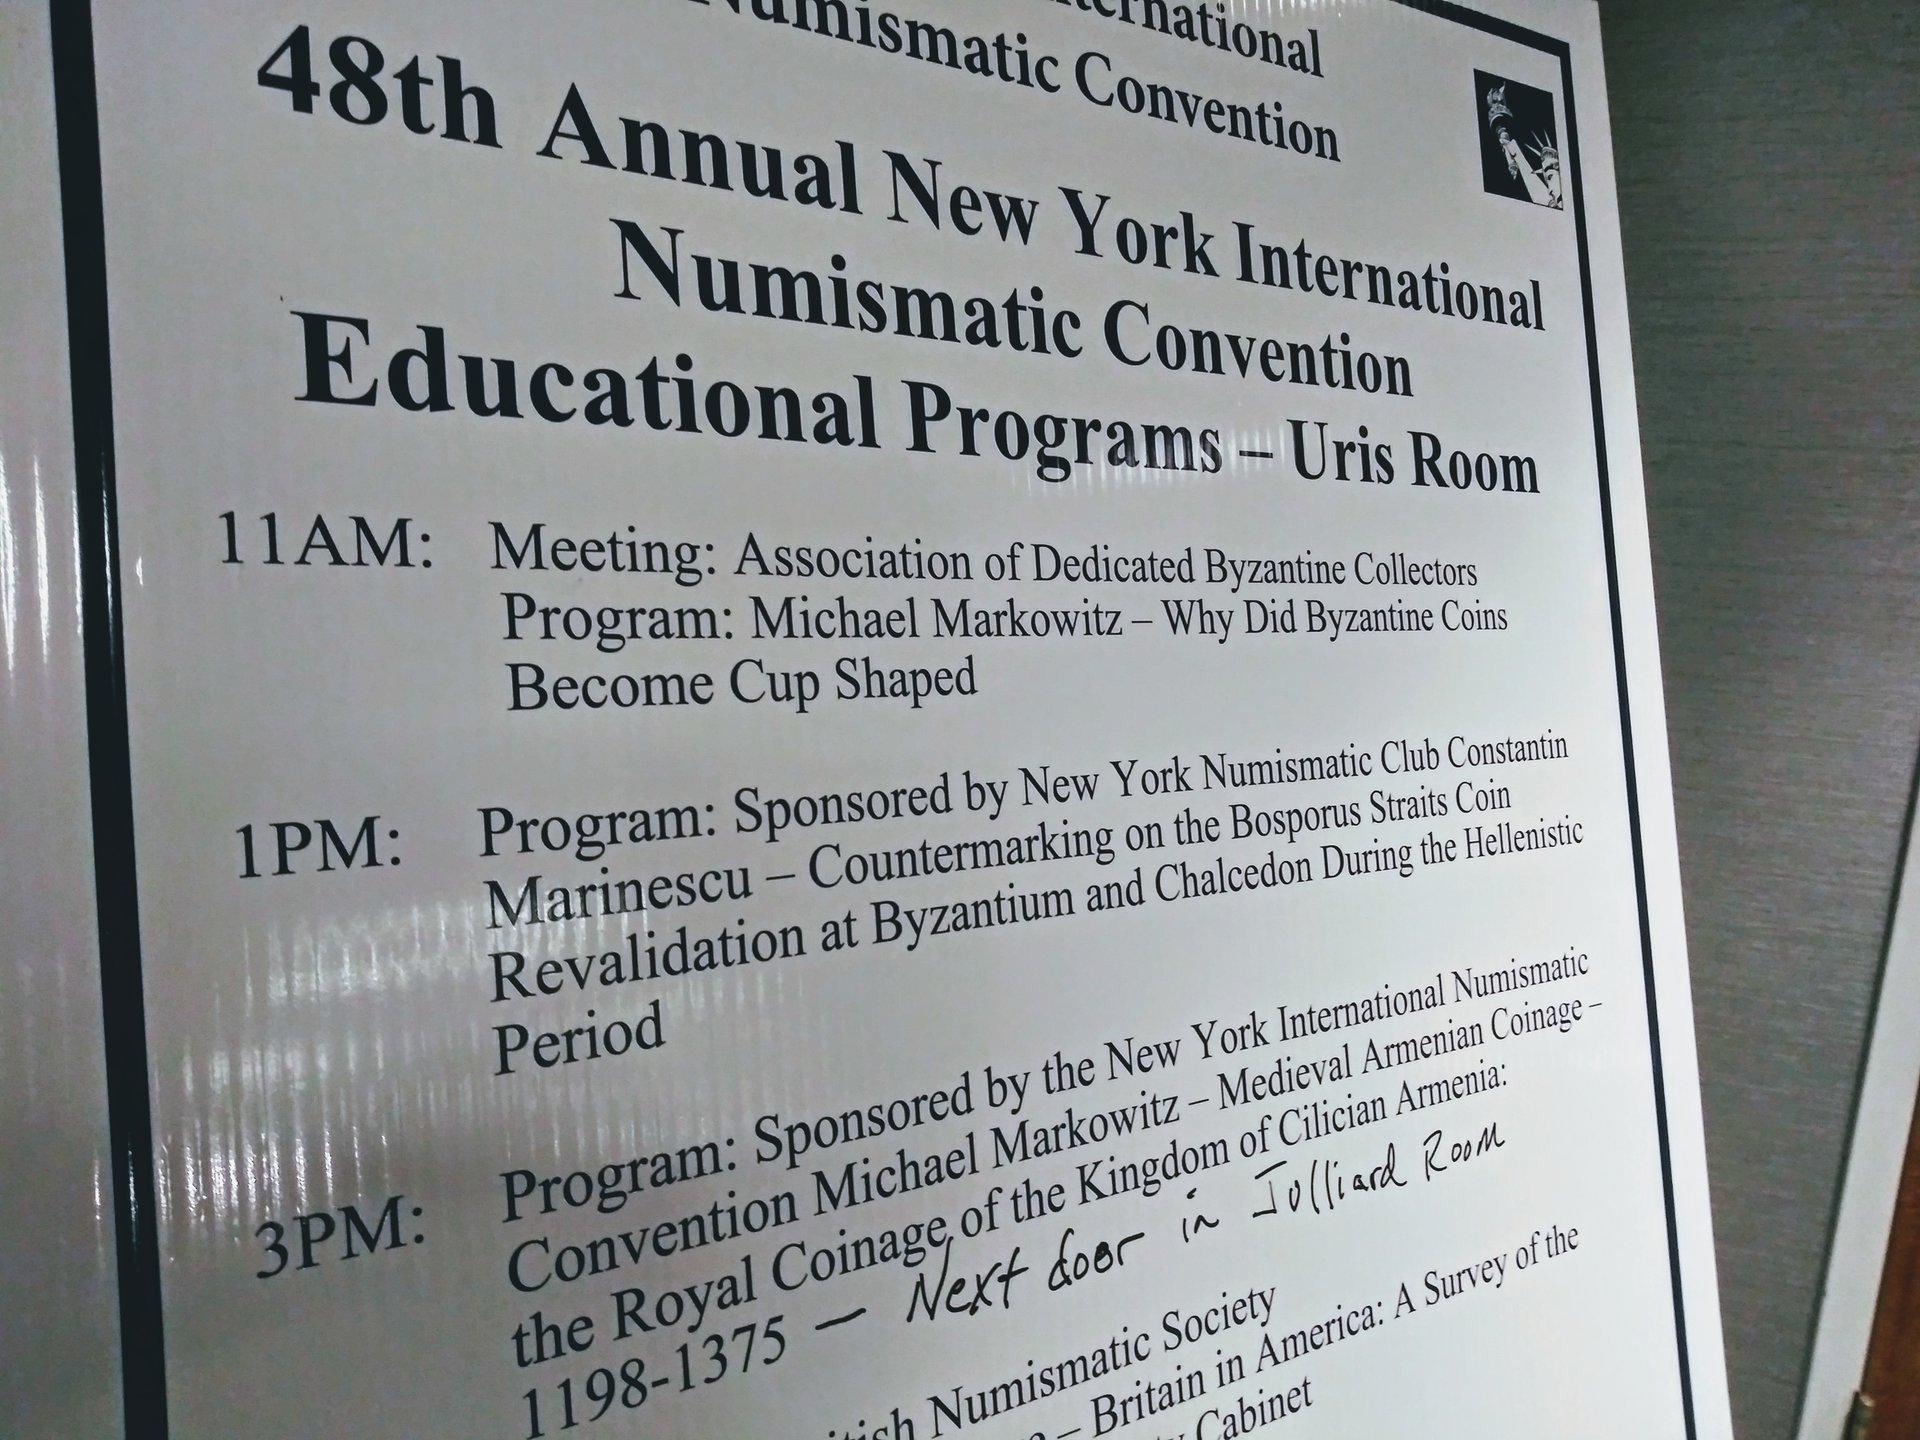 Numismatic Convention
48th Annual New York International
Numismatic Convention
Educational Programs – Uris Room
11AM: Meeting: Association of Dedicated Byzantine Collectors
Program: Michael Markowitz – Why Did Byzantine Coins
Become Cup Shaped
1PM: Program: Sponsored by New York Numismatic Club Constantin
Marinescu – Countermarking on the Bosporus Straits Coin
Revalidation at Byzantium and Chalcedon During the Hellenistic
Period
3PM: Program: Sponsored by the New York International Numismatic
Convention Michael Markowitz – Medieval Armenian Coinage –
the Royal Coinage of the Kingdom of Cilician Armenia:
1198-1375 – Next door in Julliard Room
Numismatic Society
– Britain in America: A Survey of the
Cabinet